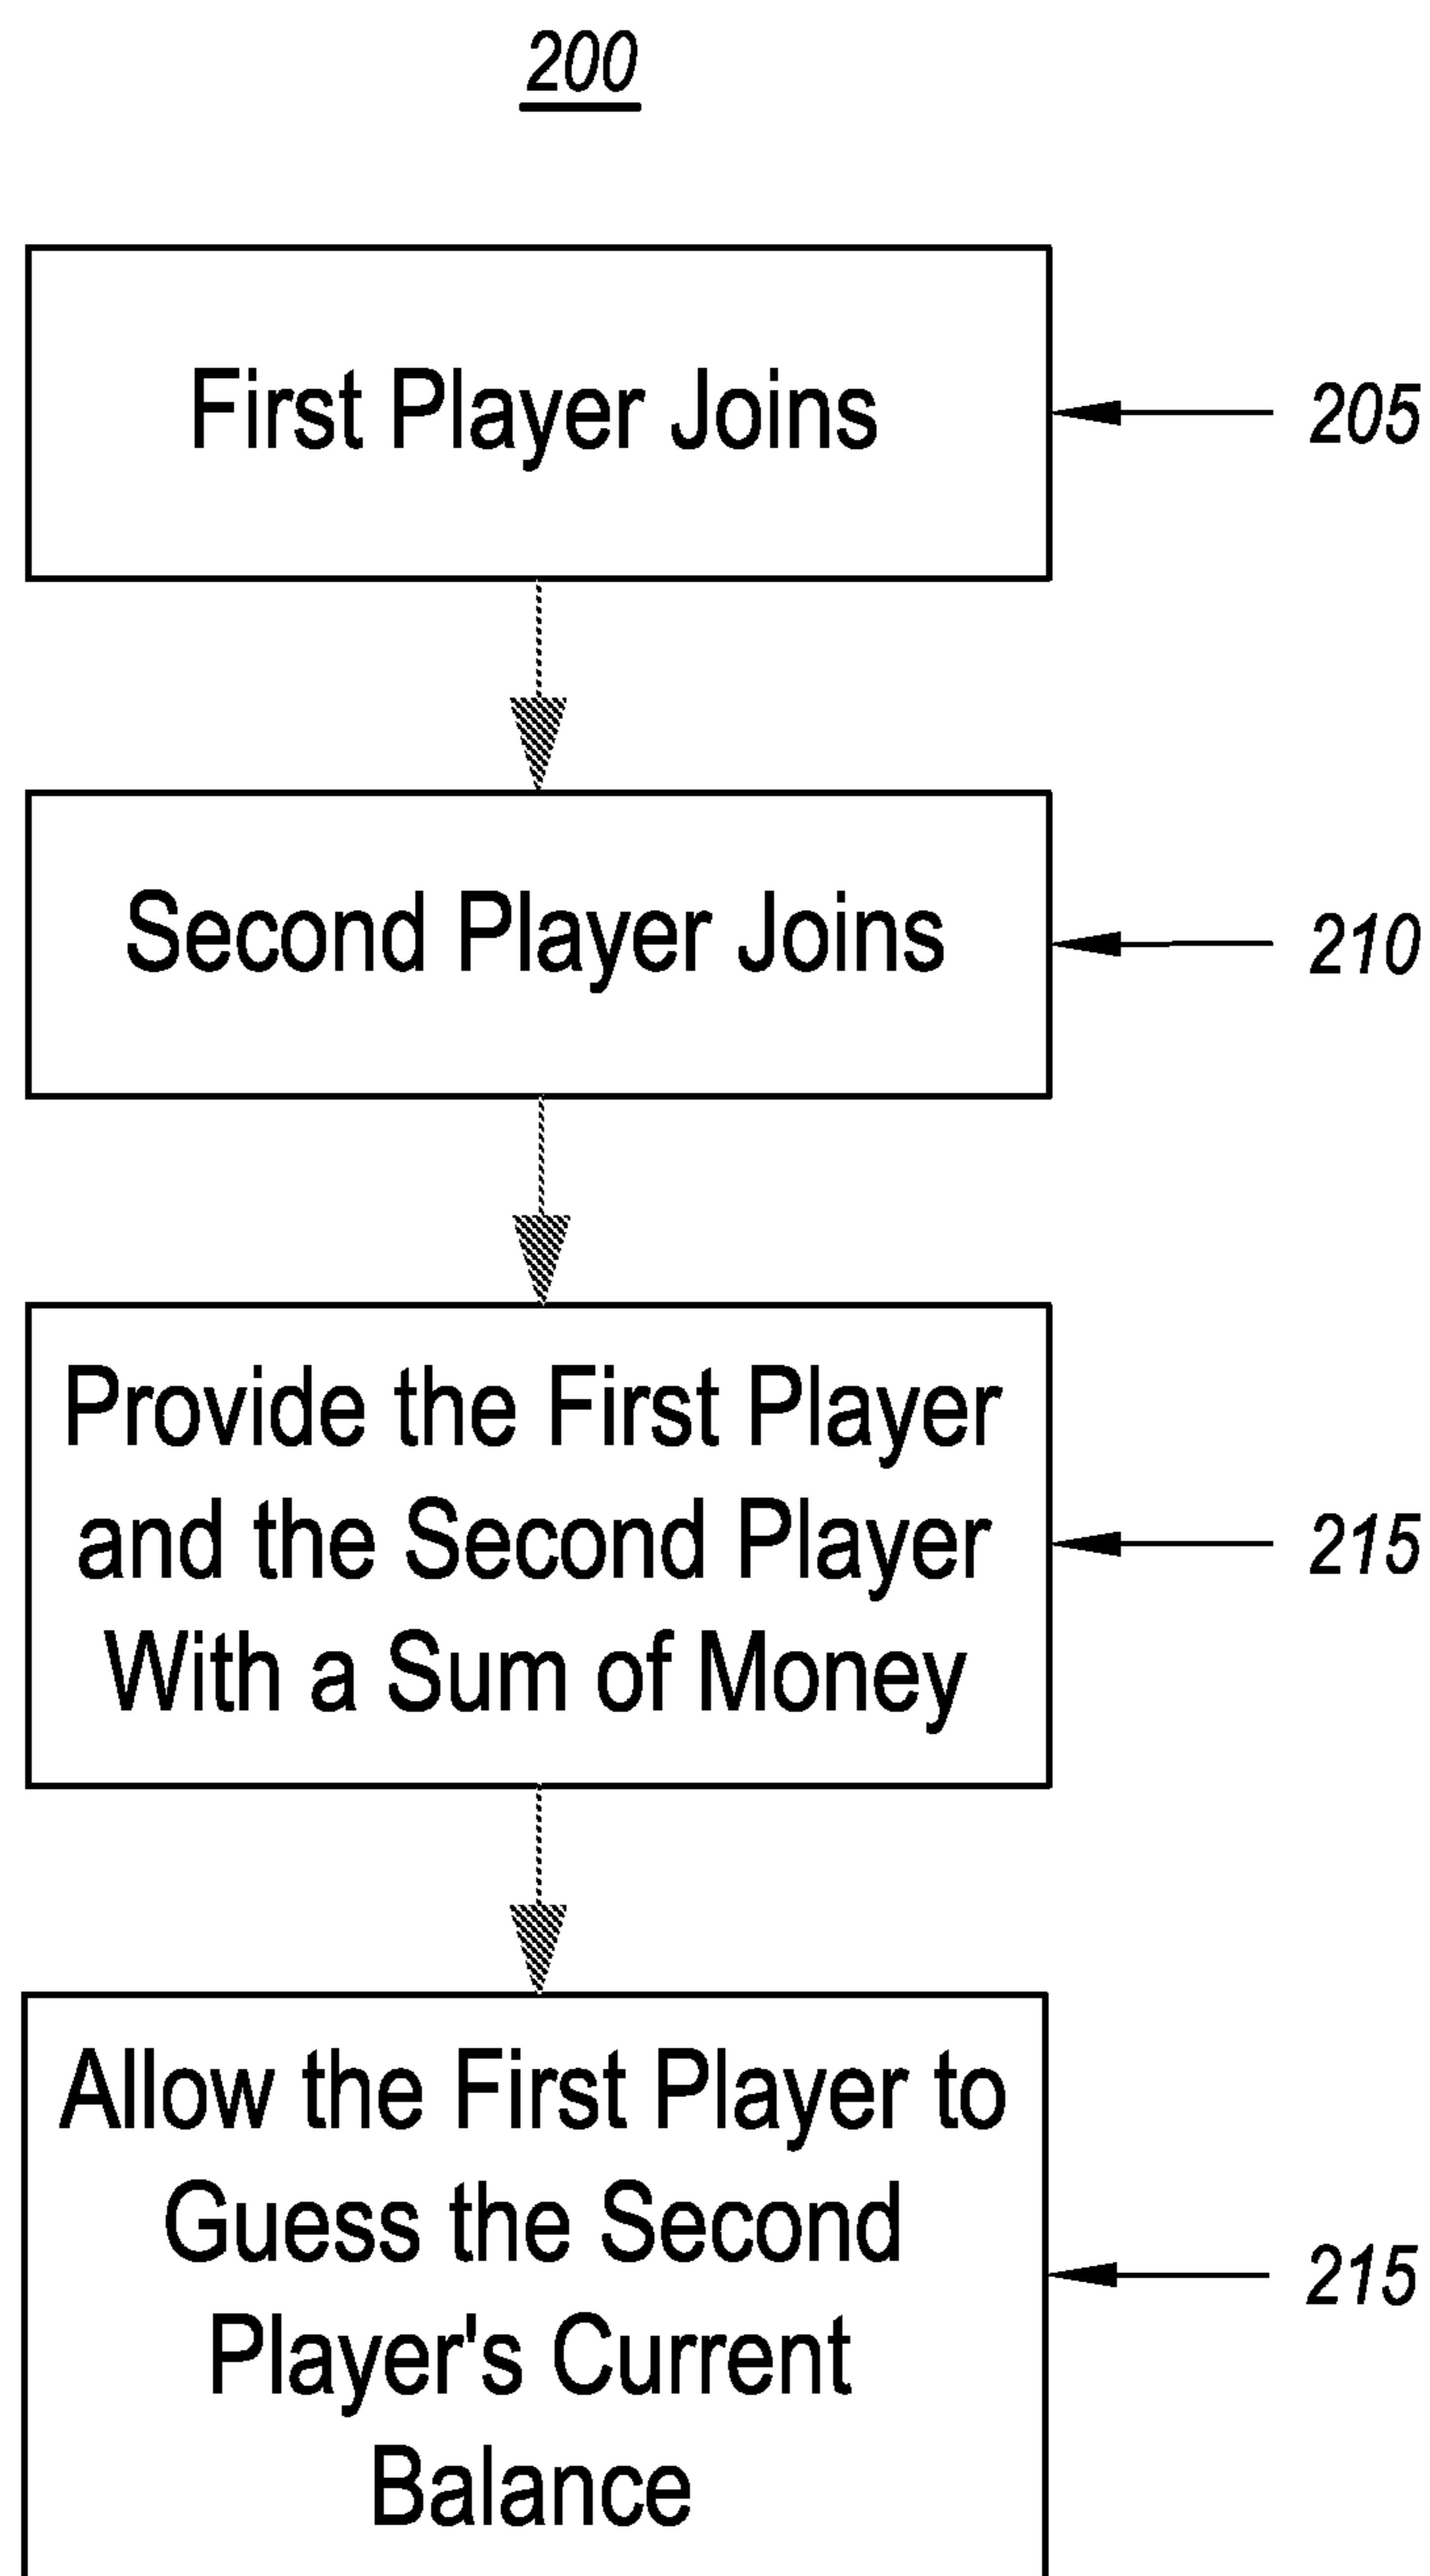 200
First Player Joins
205
Second Player Joins
210
Provide the First Player
and the Second Player
With a Sum of Money
215
Allow the First Player to
Guess the Second
Player's Current
Balance
215